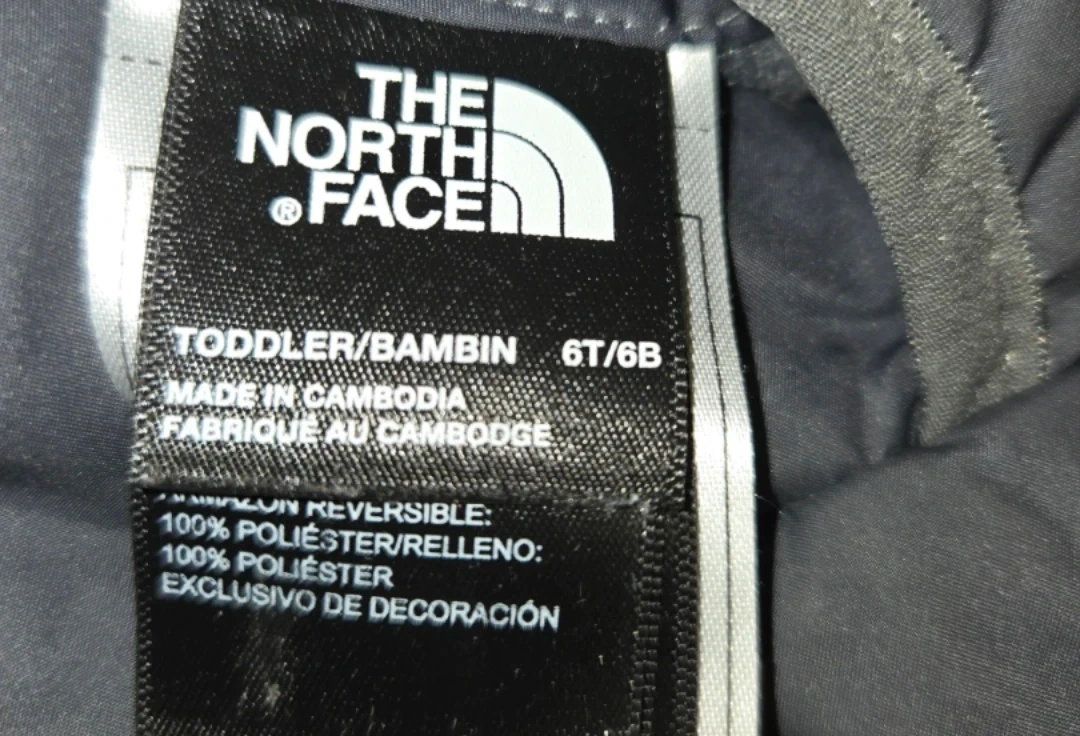 THE
NORTH
® FACE
TODDLER/BAMBIN 6T/6B
MADE IN CAMBODIA
FABRIQUÉ AU CAMBODGE
ARMAZÓN REVERSIBLE:
100% POLIÉSTER/RELLENO:
100% POLIÉSTER
EXCLUSIVO DE DECORACIÓN